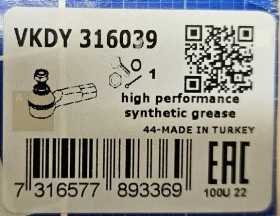 VKDY 316039
1
high performance
synthetic grease
44-MADE IN TURKEY
EAC
7 316577 893369
100U 22